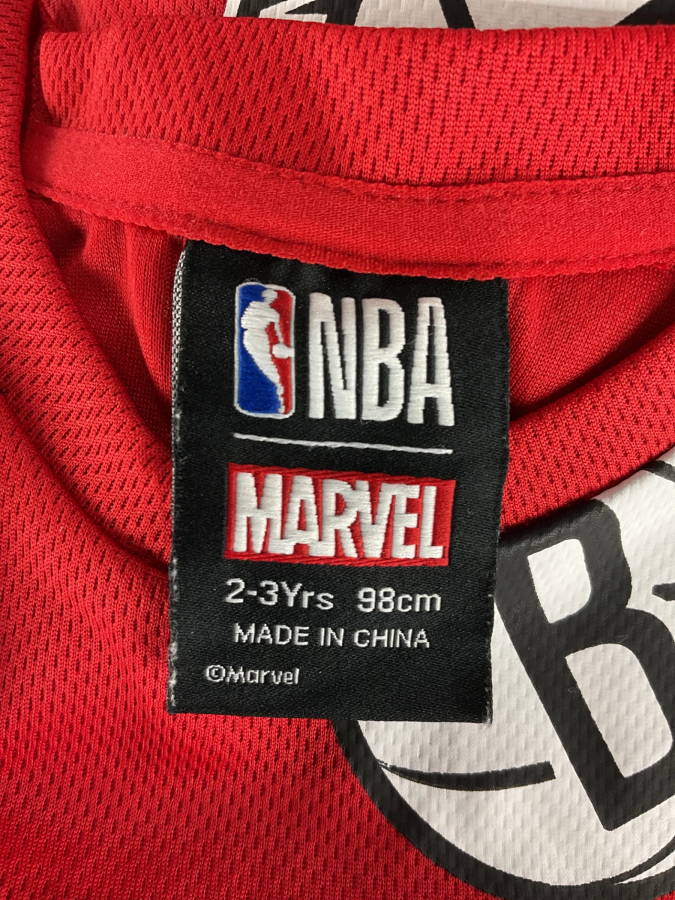 NBA
MARVEL
2-3Yrs 98cm
MADE IN CHINA
©Marvel
B